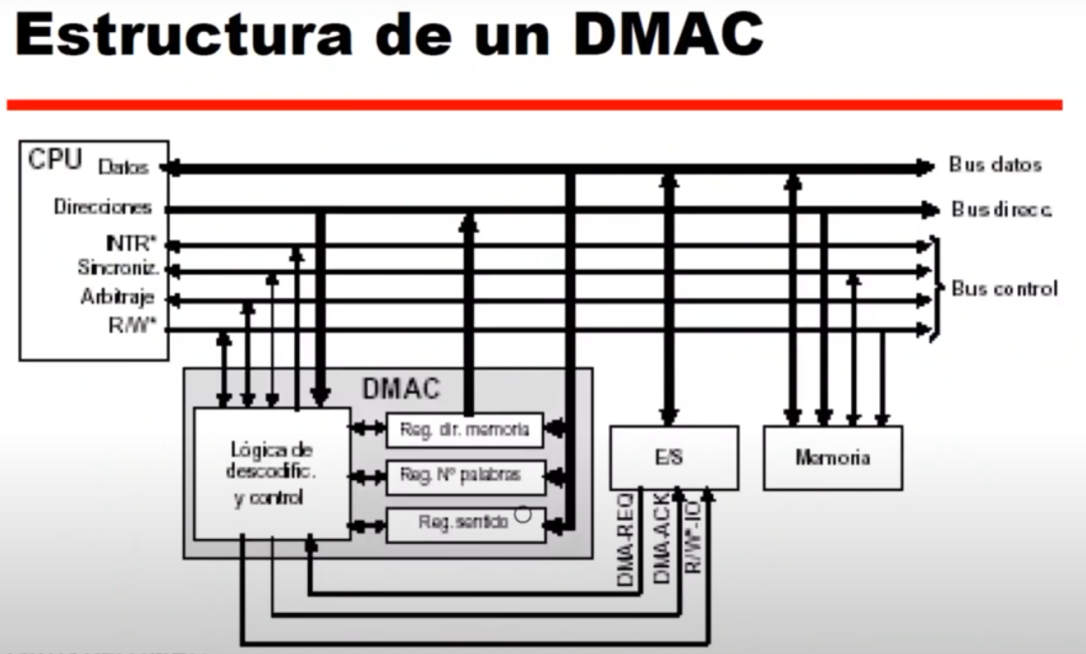 Estructura de un DMAC
CPU
Datos
Bus datos
Direcciones
Bus direcc.
INTR*
Sincroniz.
Arbitraje
Bus control
R/W*
DMAC
Lógica de
descodific.
y control
Reg. dir. memoria
Reg. Nº palabras
Reg. sentido
E/S
Memoria
DMA-REQ
DMA-ACK
R/W*-IO